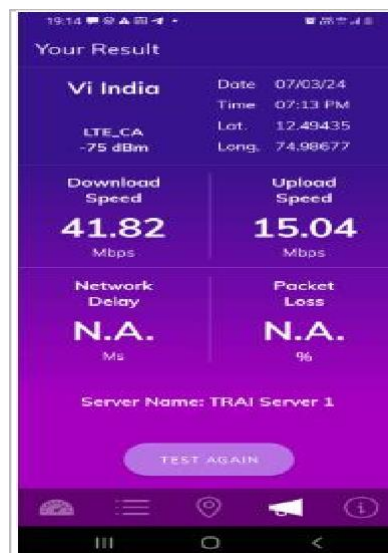 19:14
Your Result
Vi India
LTE_CA
-75 dBm
Date 07/03/24
Time 07:13 PM
Lat. 12.49435
Long. 74.98677
Download
Speed
41.82
Mbps
Upload
Speed
15.04
Mbps
Network
Delay
N.A.
Ms
Packet
Loss
N.A.
%
Server Name: TRAI Server 1
TEST AGAIN